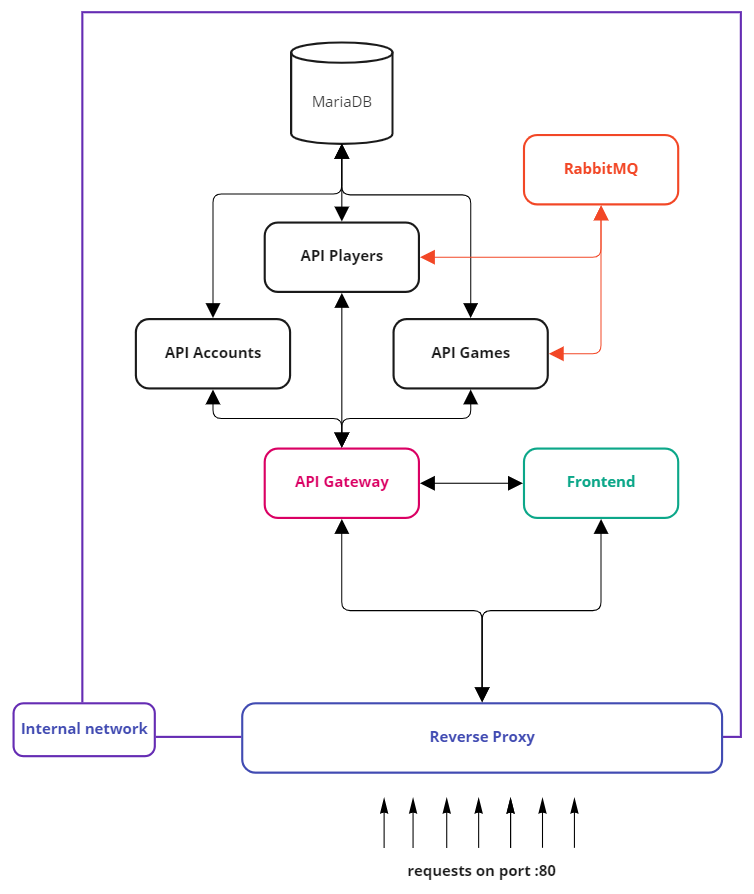 MariaDB
RabbitMQ
API Players
API Accounts
API Games
API Gateway
Frontend
Internal network
Reverse Proxy
requests on port :80